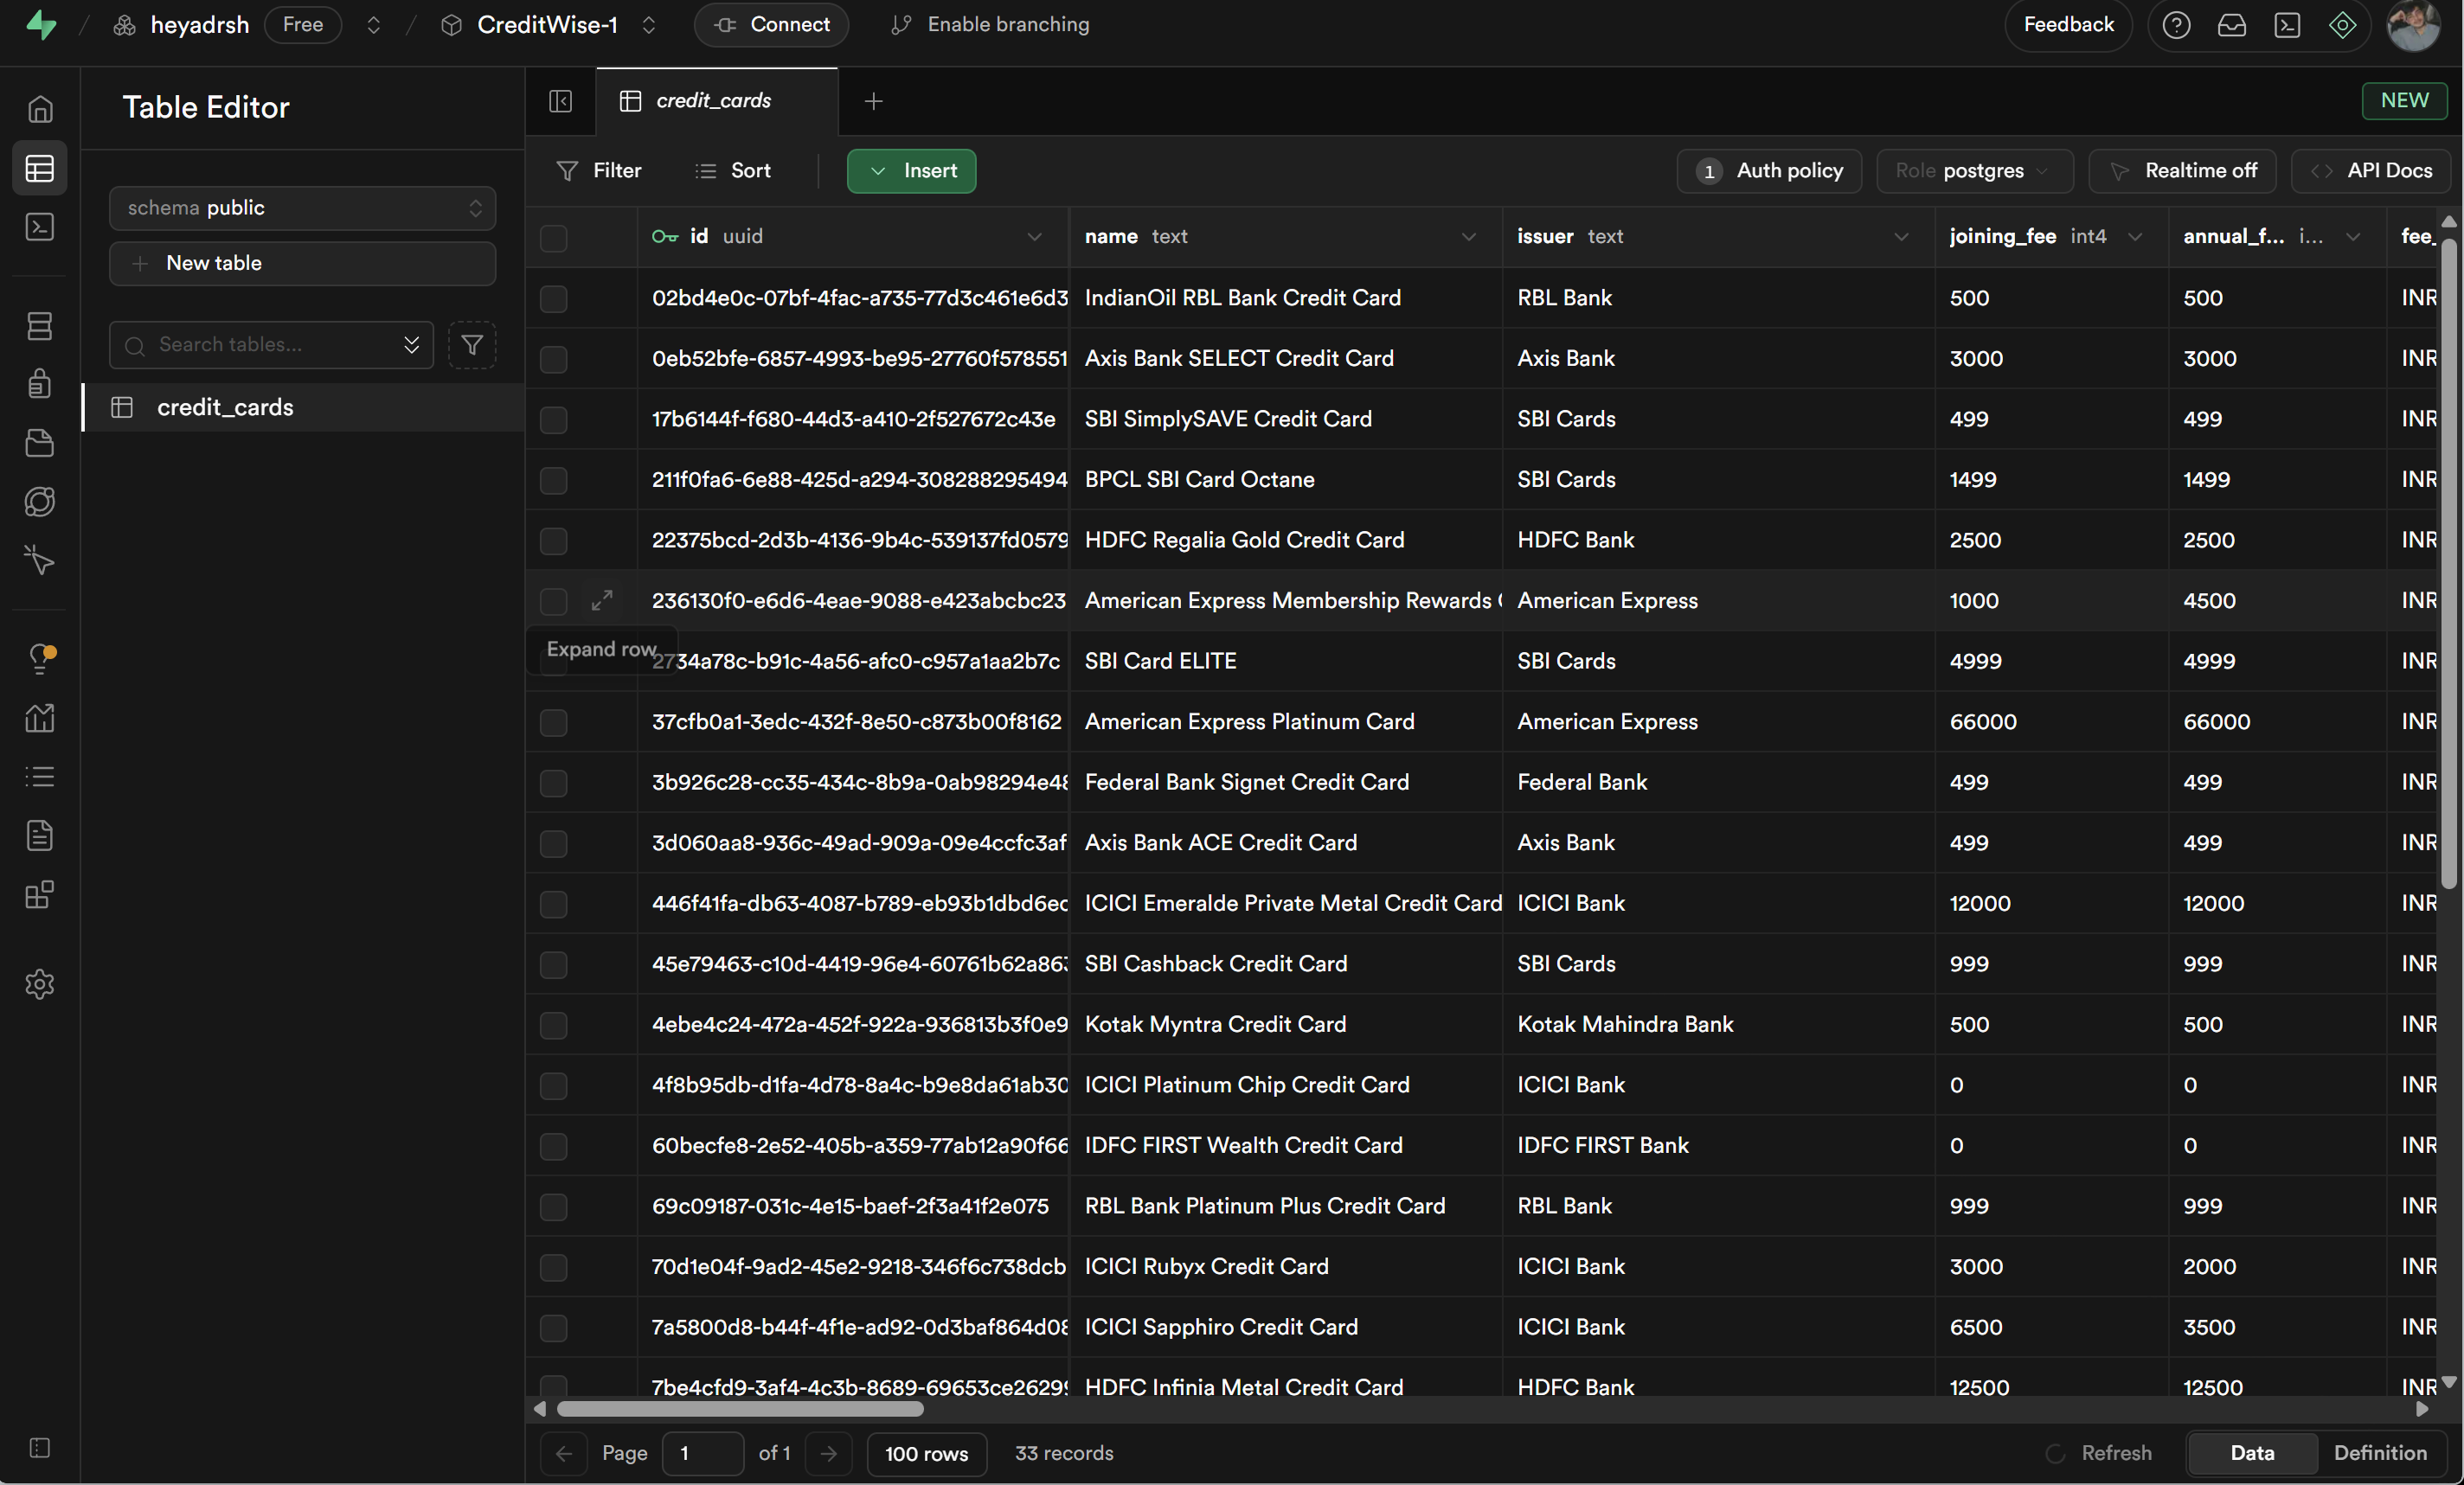 heyadrsh Free CreditWise-1 Connect Enable branching Feedback
Table Editor
credit_cards
NEW
Filter Sort Insert 1 Auth policy Role postgres Realtime off API Docs
schema public
New table
Search tables...
credit_cards
id uuid name text issuer text joining_fee int4 annual_f... i... fee_
02bd4e0c-07bf-4fac-a735-77d3c461e6d3 IndianOil RBL Bank Credit Card RBL Bank 500 500 INR
0eb52bfe-6857-4993-be95-27760f578551 Axis Bank SELECT Credit Card Axis Bank 3000 3000 INR
17b6144f-f680-44d3-a410-2f527672c43e SBI SimplySAVE Credit Card SBI Cards 499 499 INR
211f0fa6-6e88-425d-a294-308288295494 BPCL SBI Card Octane SBI Cards 1499 1499 INR
22375bcd-2d3b-4136-9b4c-539137fd0579 HDFC Regalia Gold Credit Card HDFC Bank 2500 2500 INR
236130f0-e6d6-4eae-9088-e423abcbc23 American Express Membership Rewards American Express 1000 4500 INR
Expand row
2734a78c-b91c-4a56-afc0-c957a1aa2b7c SBI Card ELITE SBI Cards 4999 4999 INR
37cfb0a1-3edc-432f-8e50-c873b00f8162 American Express Platinum Card American Express 66000 66000 INR
3b926c28-cc35-434c-8b9a-0ab98294e48 Federal Bank Signet Credit Card Federal Bank 499 499 INR
3d060aa8-936c-49ad-909a-09e4ccfc3af Axis Bank ACE Credit Card Axis Bank 499 499 INR
446f41fa-db63-4087-b789-eb93b1dbd6ec ICICI Emeralde Private Metal Credit Card ICICI Bank 12000 12000 INR
45e79463-c10d-4419-96e4-60761b62a863 SBI Cashback Credit Card SBI Cards 999 999 INR
4ebe4c24-472a-452f-922a-936813b3f0e9 Kotak Myntra Credit Card Kotak Mahindra Bank 500 500 INR
4f8b95db-d1fa-4d78-8a4c-b9e8da61ab30 ICICI Platinum Chip Credit Card ICICI Bank 0 0 INR
60becfe8-2e52-405b-a359-77ab12a90f66 IDFC FIRST Wealth Credit Card IDFC FIRST Bank 0 0 INR
69c09187-031c-4e15-baef-2f3a41f2e075 RBL Bank Platinum Plus Credit Card RBL Bank 999 999 INR
70d1e04f-9ad2-45e2-9218-346f6c738dcb ICICI Rubyx Credit Card ICICI Bank 3000 2000 INR
7a5800d8-b44f-4f1e-ad92-0d3baf864d08 ICICI Sapphiro Credit Card ICICI Bank 6500 3500 INR
7be4cfd9-3af4-4c3b-8689-69653ce26299 HDFC Infinia Metal Credit Card HDFC Bank 12500 12500 INR
Page 1 of 1 100 rows 33 records Refresh Data Definition